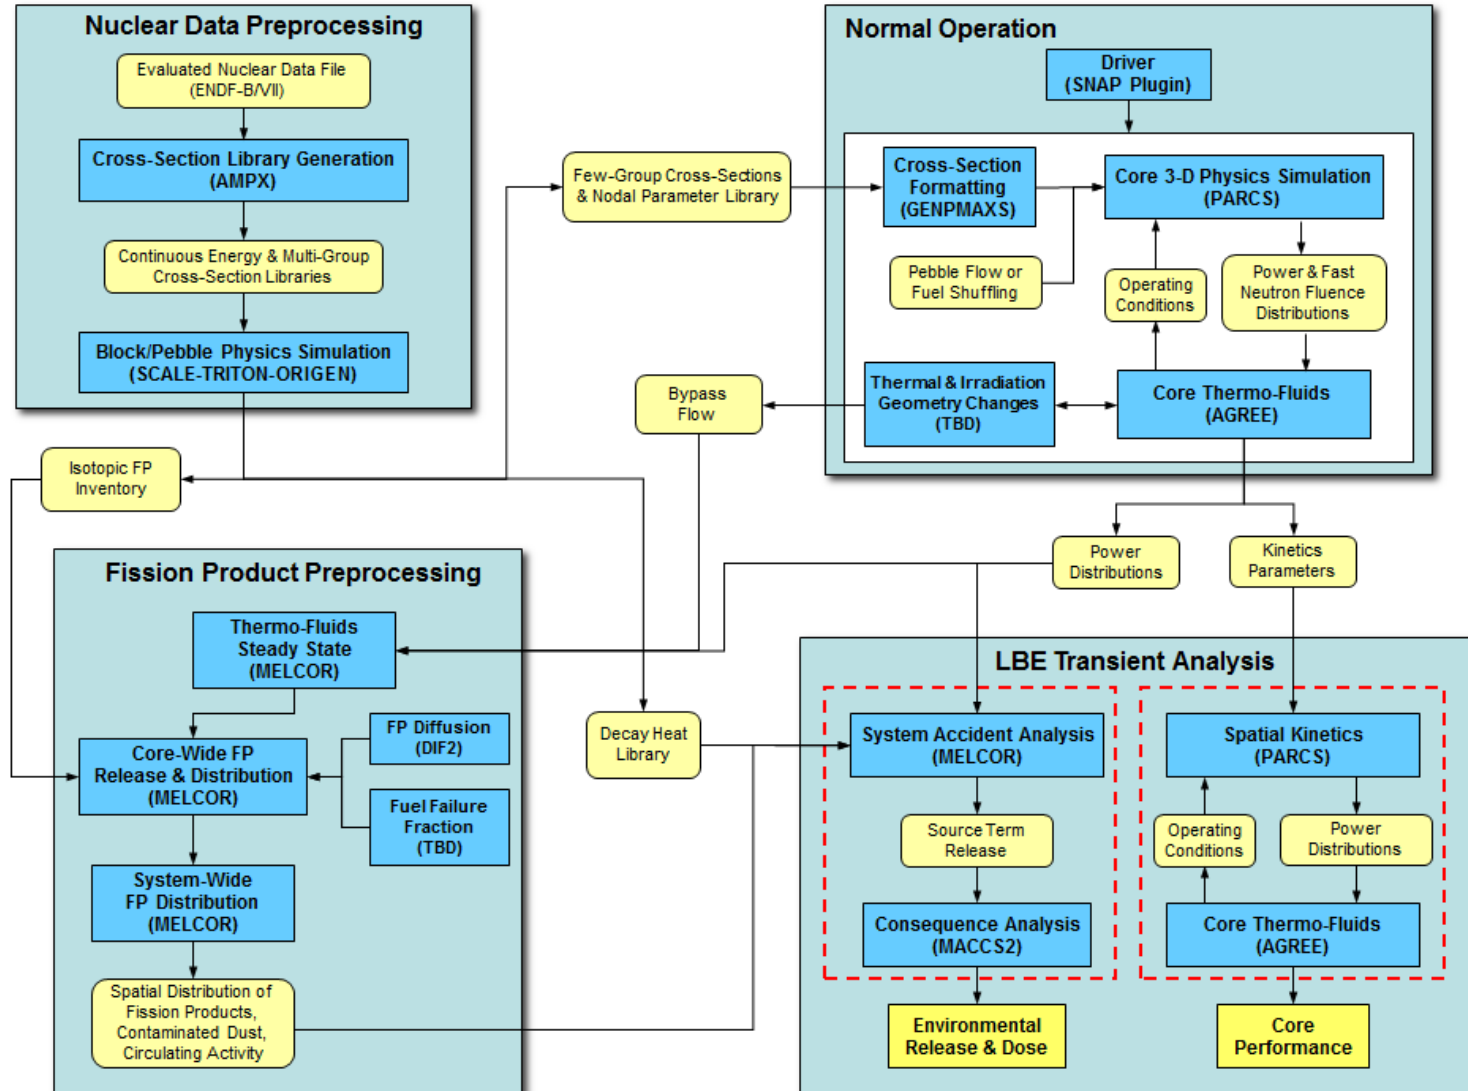 Nuclear Data Preprocessing
Evaluated Nuclear Data File
(ENDF-B/VII)
Cross-Section Library Generation
(AMPX)
Continuous Energy & Multi-Group
Cross-Section Libraries
Block/Pebble Physics Simulation
(SCALE-TRITON-ORIGEN)
Few-Group Cross-Sections
& Nodal Parameter Library
Normal Operation
Driver
(SNAP Plugin)
Cross-Section
Formatting
(GENPMAXS)
Core 3-D Physics Simulation
(PARCS)
Pebble Flow or
Fuel Shuffling
Operating
Conditions
Power & Fast
Neutron Fluence
Distributions
Thermal & Irradiation
Geometry Changes
(TBD)
Core Thermo-Fluids
(AGREE)
Bypass
Flow
Isotopic FP
Inventory
Power
Distributions
Kinetics
Parameters
Fission Product Preprocessing
Thermo-Fluids
Steady State
(MELCOR)
Core-Wide FP
Release & Distribution
(MELCOR)
FP Diffusion
(DIF2)
Fuel Failure
Fraction
(TBD)
System-Wide
FP Distribution
(MELCOR)
Spatial Distribution of
Fission Products,
Contaminated Dust,
Circulating Activity
Decay Heat
Library
LBE Transient Analysis
System Accident Analysis
(MELCOR)
Source Term
Release
Consequence Analysis
(MACCS2)
Environmental
Release & Dose
Spatial Kinetics
(PARCS)
Operating
Conditions
Power
Distributions
Core Thermo-Fluids
(AGREE)
Core
Performance